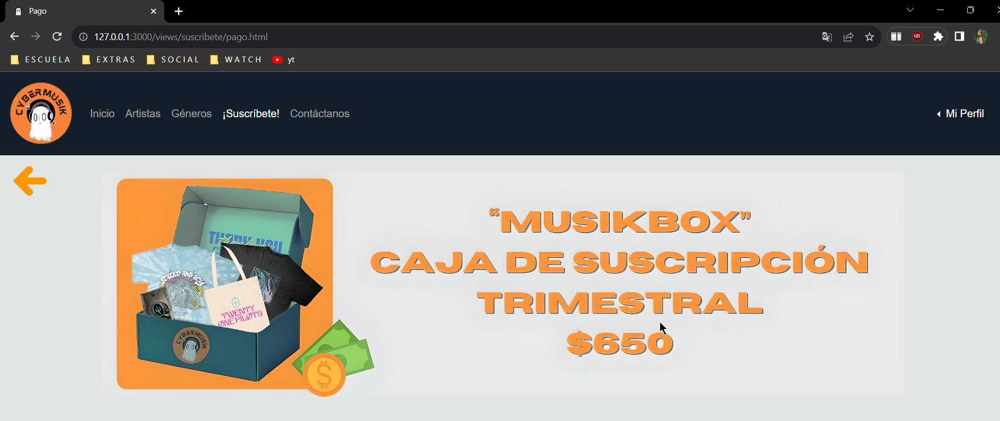 Pago
127.0.0.1:3000/views/suscribete/pago.html
ESCUELA EXTRAS SOCIAL WATCH yt
CYBERMUSIK
Inicio Artistas Géneros ¡Suscríbete! Contáctanos
Mi Perfil
THANK YOU
SCALED AND ICY
TWENTY
ONE PILOTS
CYBERMUSIK
$
“MUSIKBOX”
CAJA DE SUSCRIPCIÓN
TRIMESTRAL
$650